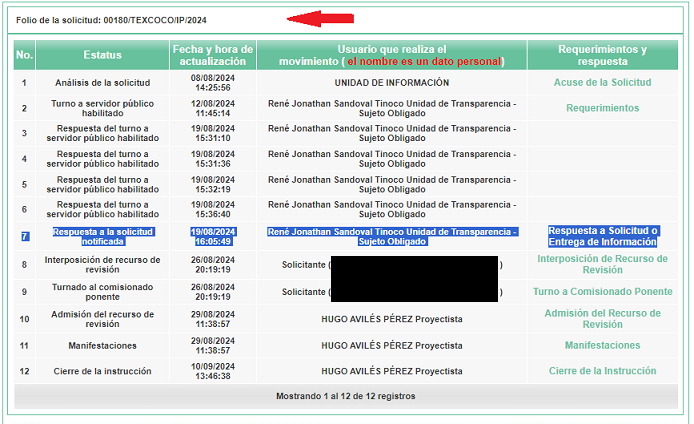 Folio de la solicitud: 00180/TEXCOCO/IP/2024
No. Estatus Fecha y hora de actualización Usuario que realiza el movimiento ( el nombre es un dato personal) Requerimientos y respuesta
1 Análisis de la solicitud 08/08/2024 14:25:56 UNIDAD DE INFORMACIÓN Acuse de la Solicitud
2 Turno a servidor público habilitado 12/08/2024 11:45:14 René Jonathan Sandoval Tinoco Unidad de Transparencia - Sujeto Obligado Requerimientos
3 Respuesta del turno a servidor público habilitado 19/08/2024 15:31:10 René Jonathan Sandoval Tinoco Unidad de Transparencia - Sujeto Obligado
4 Respuesta del turno a servidor público habilitado 19/08/2024 15:31:36 René Jonathan Sandoval Tinoco Unidad de Transparencia - Sujeto Obligado
5 Respuesta del turno a servidor público habilitado 19/08/2024 15:32:19 René Jonathan Sandoval Tinoco Unidad de Transparencia - Sujeto Obligado
6 Respuesta del turno a servidor público habilitado 19/08/2024 15:36:40 René Jonathan Sandoval Tinoco Unidad de Transparencia - Sujeto Obligado
7 Respuesta a la solicitud notificada 19/08/2024 16:05:49 René Jonathan Sandoval Tinoco Unidad de Transparencia - Sujeto Obligado Respuesta a Solicitud o Entrega de Información
8 Interposición de recurso de revisión 26/08/2024 20:19:19 Solicitante ( ) Interposición de Recurso de Revisión
9 Turnado al comisionado ponente 26/08/2024 20:19:19 Solicitante ( ) Turno a Comisionado Ponente
10 Admisión del recurso de revisión 29/08/2024 11:38:57 HUGO AVILÉS PÉREZ Proyectista Admisión del Recurso de Revisión
11 Manifestaciones 29/08/2024 11:38:57 HUGO AVILÉS PÉREZ Proyectista Manifestaciones
12 Cierre de la instrucción 10/09/2024 13:46:38 HUGO AVILÉS PÉREZ Proyectista Cierre de la Instrucción
Mostrando 1 al 12 de 12 registros